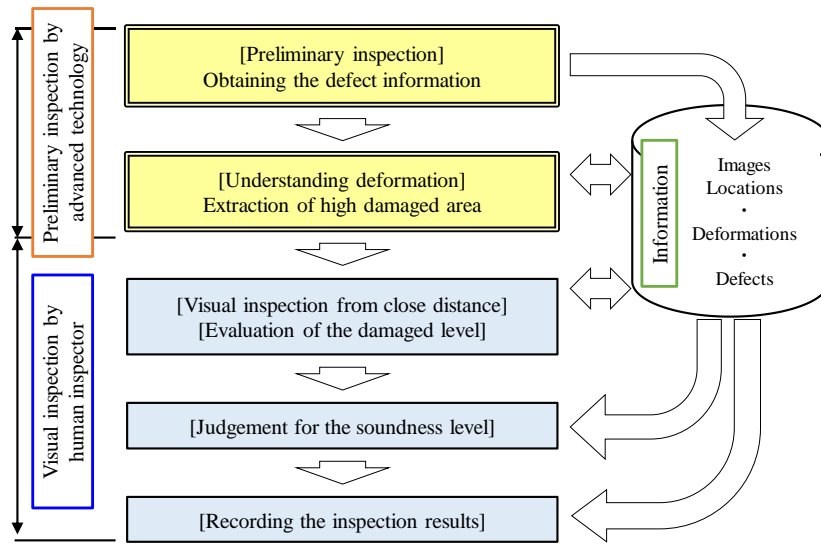 Preliminary inspection by
advanced technology
Visual inspection by
human inspector
[Preliminary inspection]
Obtaining the defect information
[Understanding deformation]
Extraction of high damaged area
[Visual inspection from close distance]
[Evaluation of the damaged level]
[Judgement for the soundness level]
[Recording the inspection results]
Information
Images
Locations
・
Deformations
・
Defects